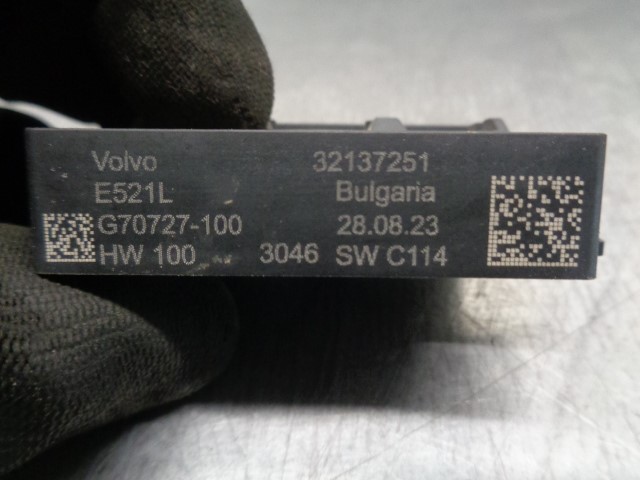 Volvo 32137251
E521L Bulgaria
G70727-100 28.08.23
HW 100 3046 SW C114